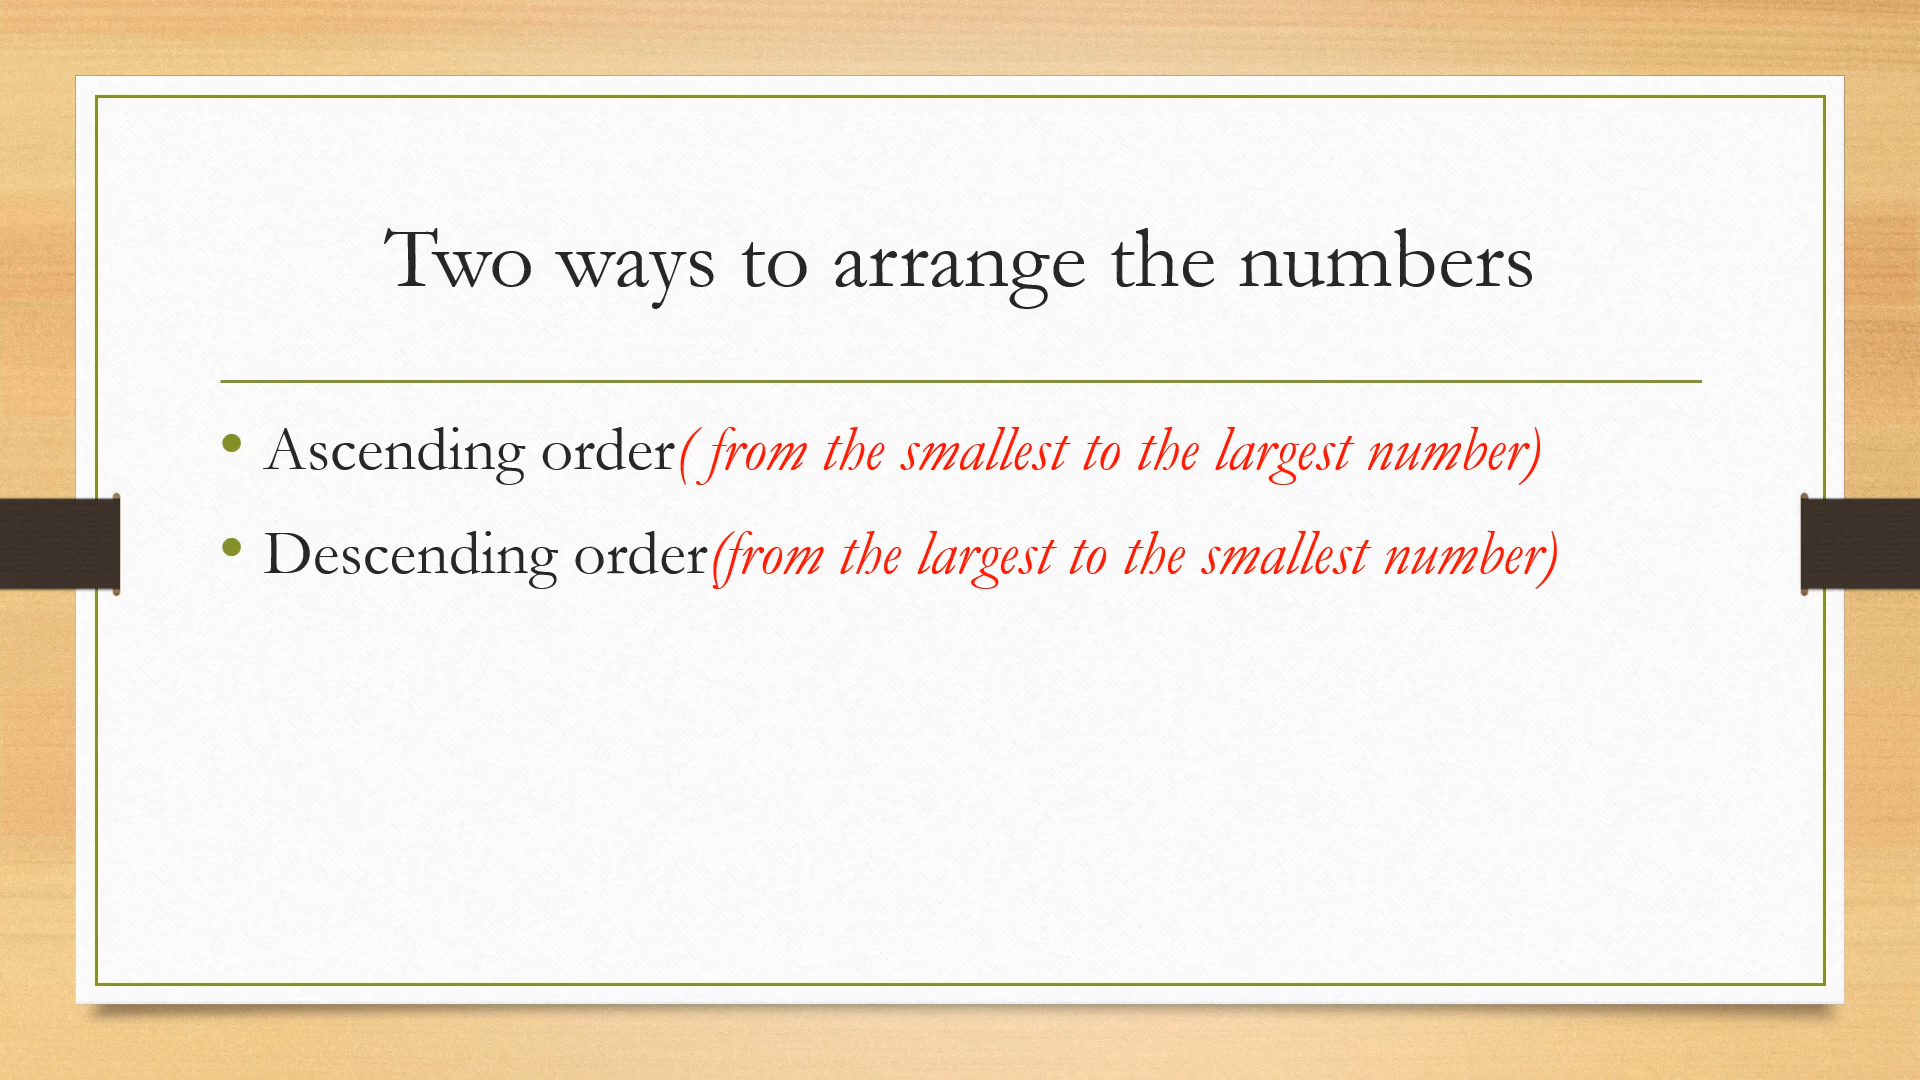 Two ways to arrange the numbers
• Ascending order( from the smallest to the largest number)
• Descending order(from the largest to the smallest number)